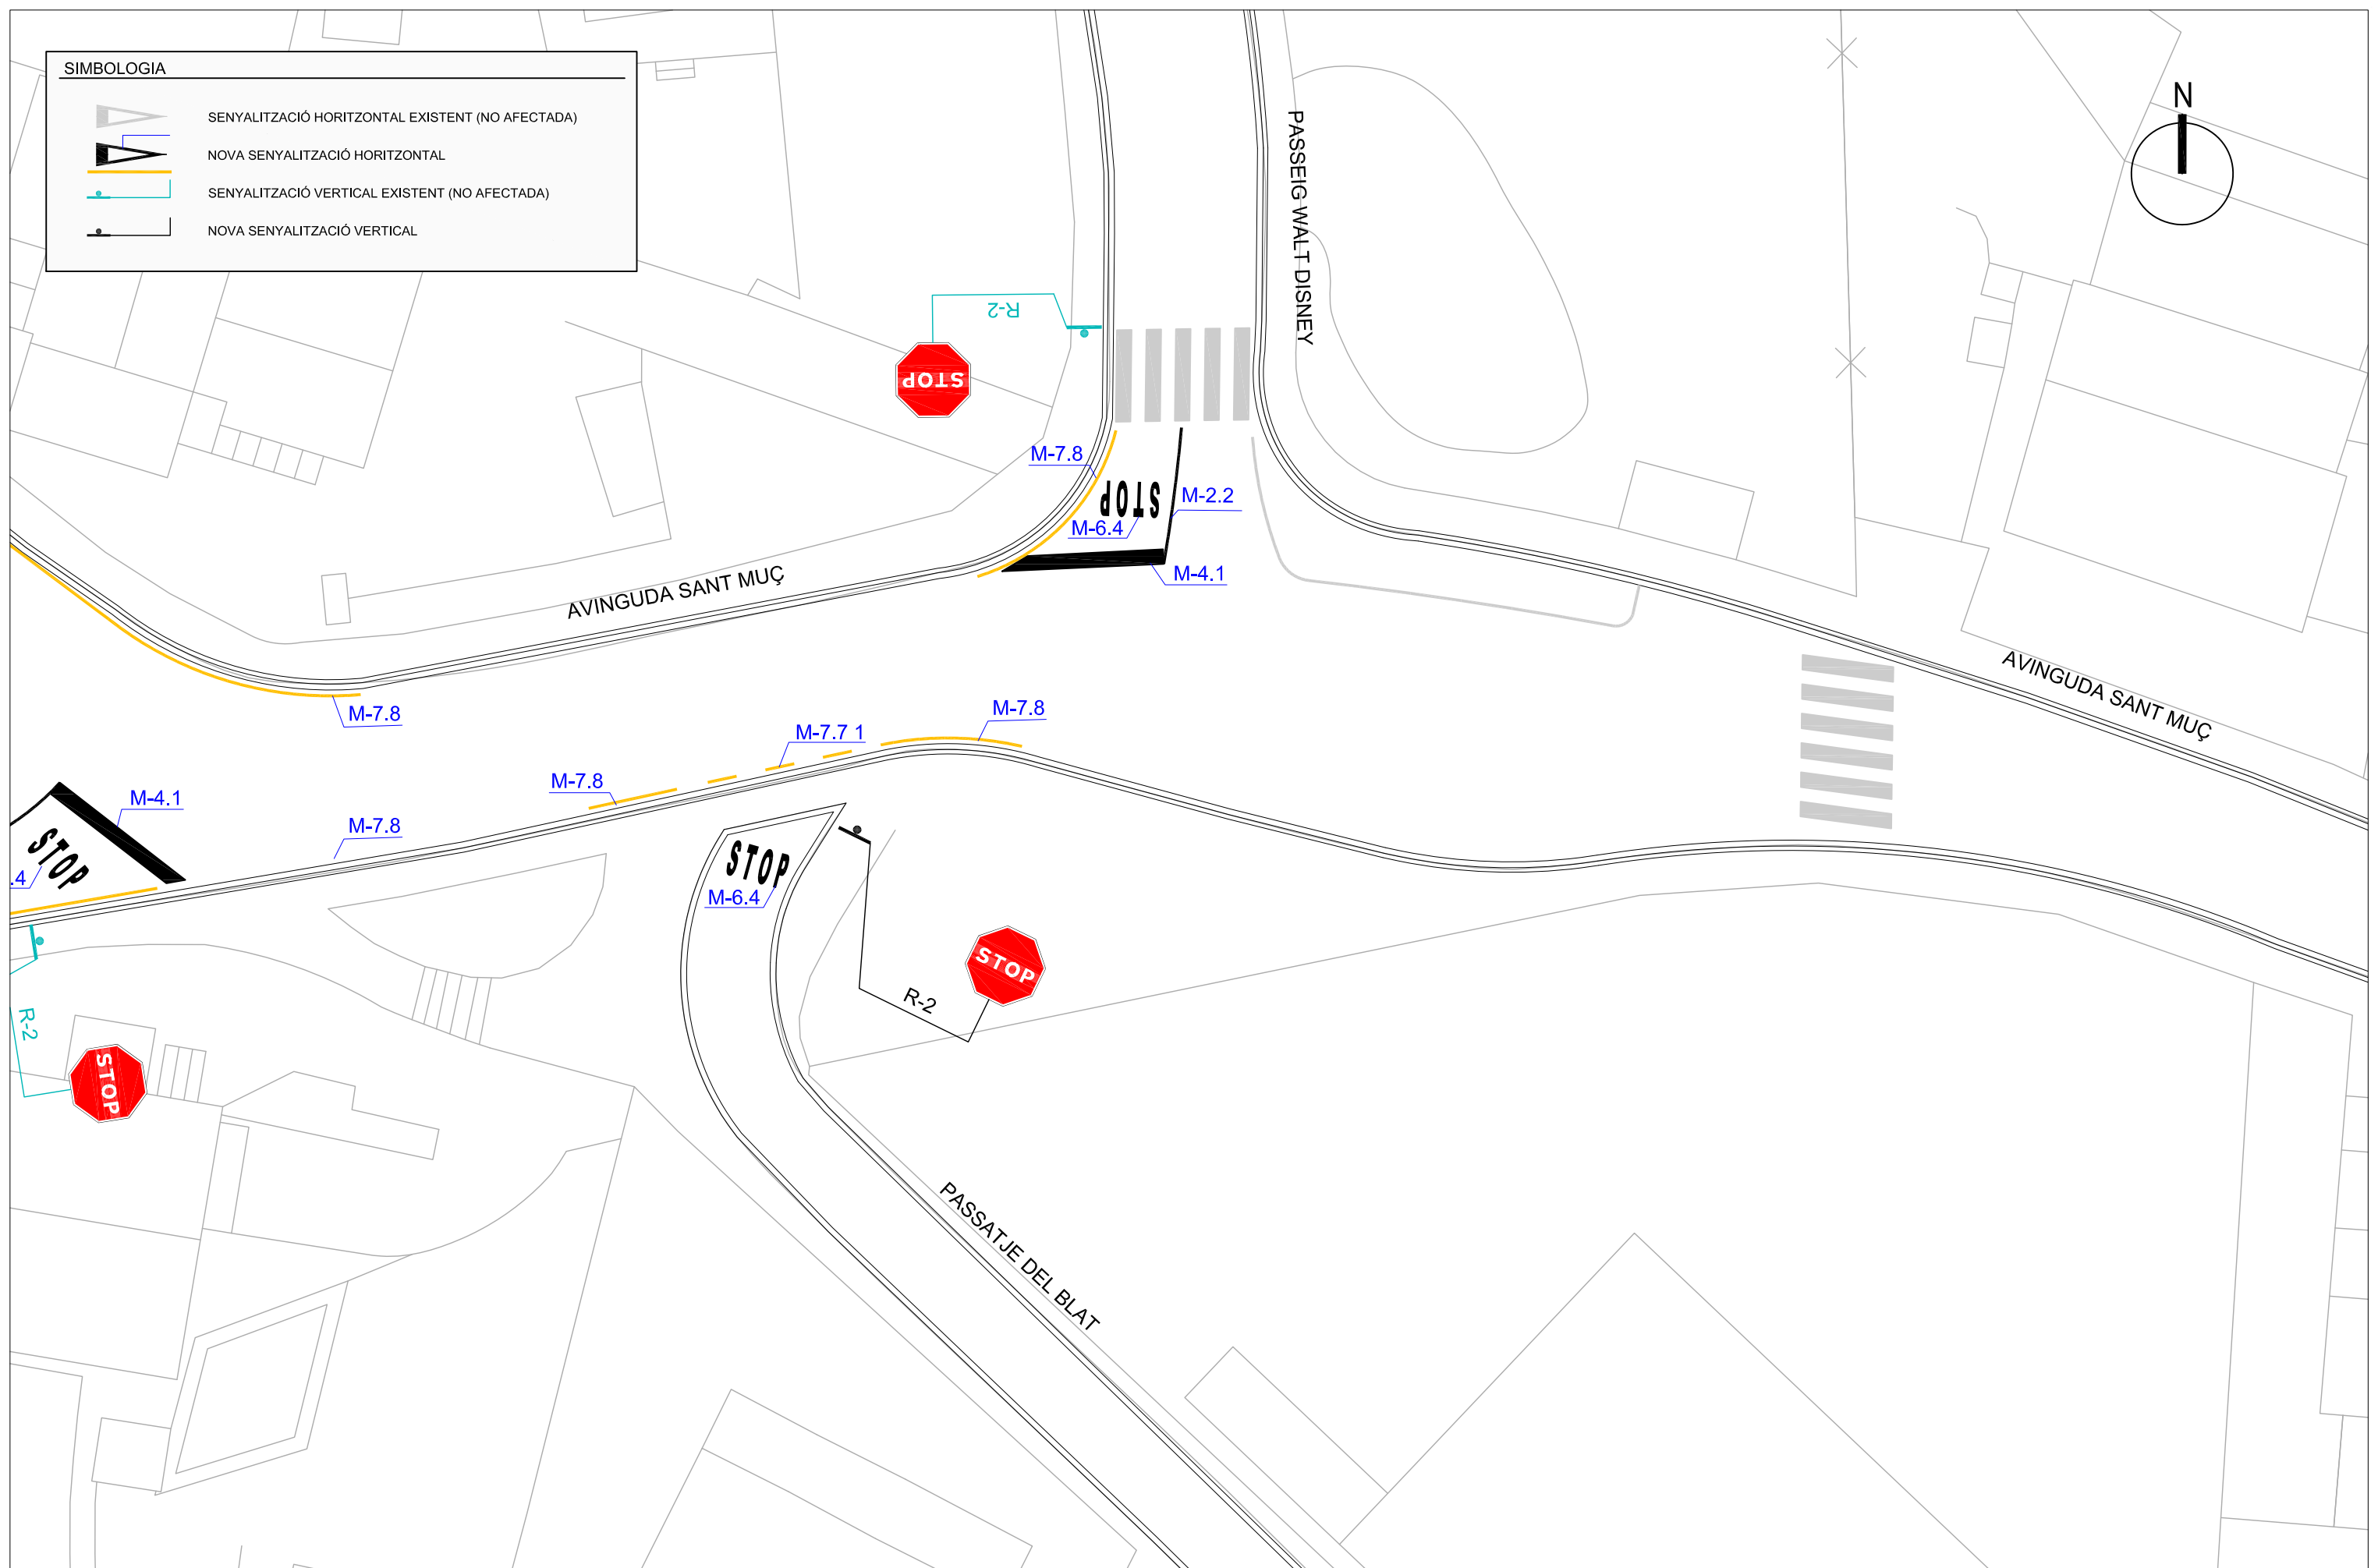 SIMBOLOGIA
SENYALITZACIÓ HORITZONTAL EXISTENT (NO AFECTADA)
NOVA SENYALITZACIÓ HORITZONTAL
SENYALITZACIÓ VERTICAL EXISTENT (NO AFECTADA)
NOVA SENYALITZACIÓ VERTICAL
N
PASSEIG WALT DISNEY
R-2
STOP
M-7.8
STOP
M-2.2
M-6.4
M-4.1
AVINGUDA SANT MUÇ
AVINGUDA SANT MUÇ
M-7.8
M-7.8
M-7.7 1
M-7.8
M-4.1
M-7.8
STOP
.4
STOP
M-6.4
STOP
R-2
R-2
STOP
PASSATJE DEL BLAT